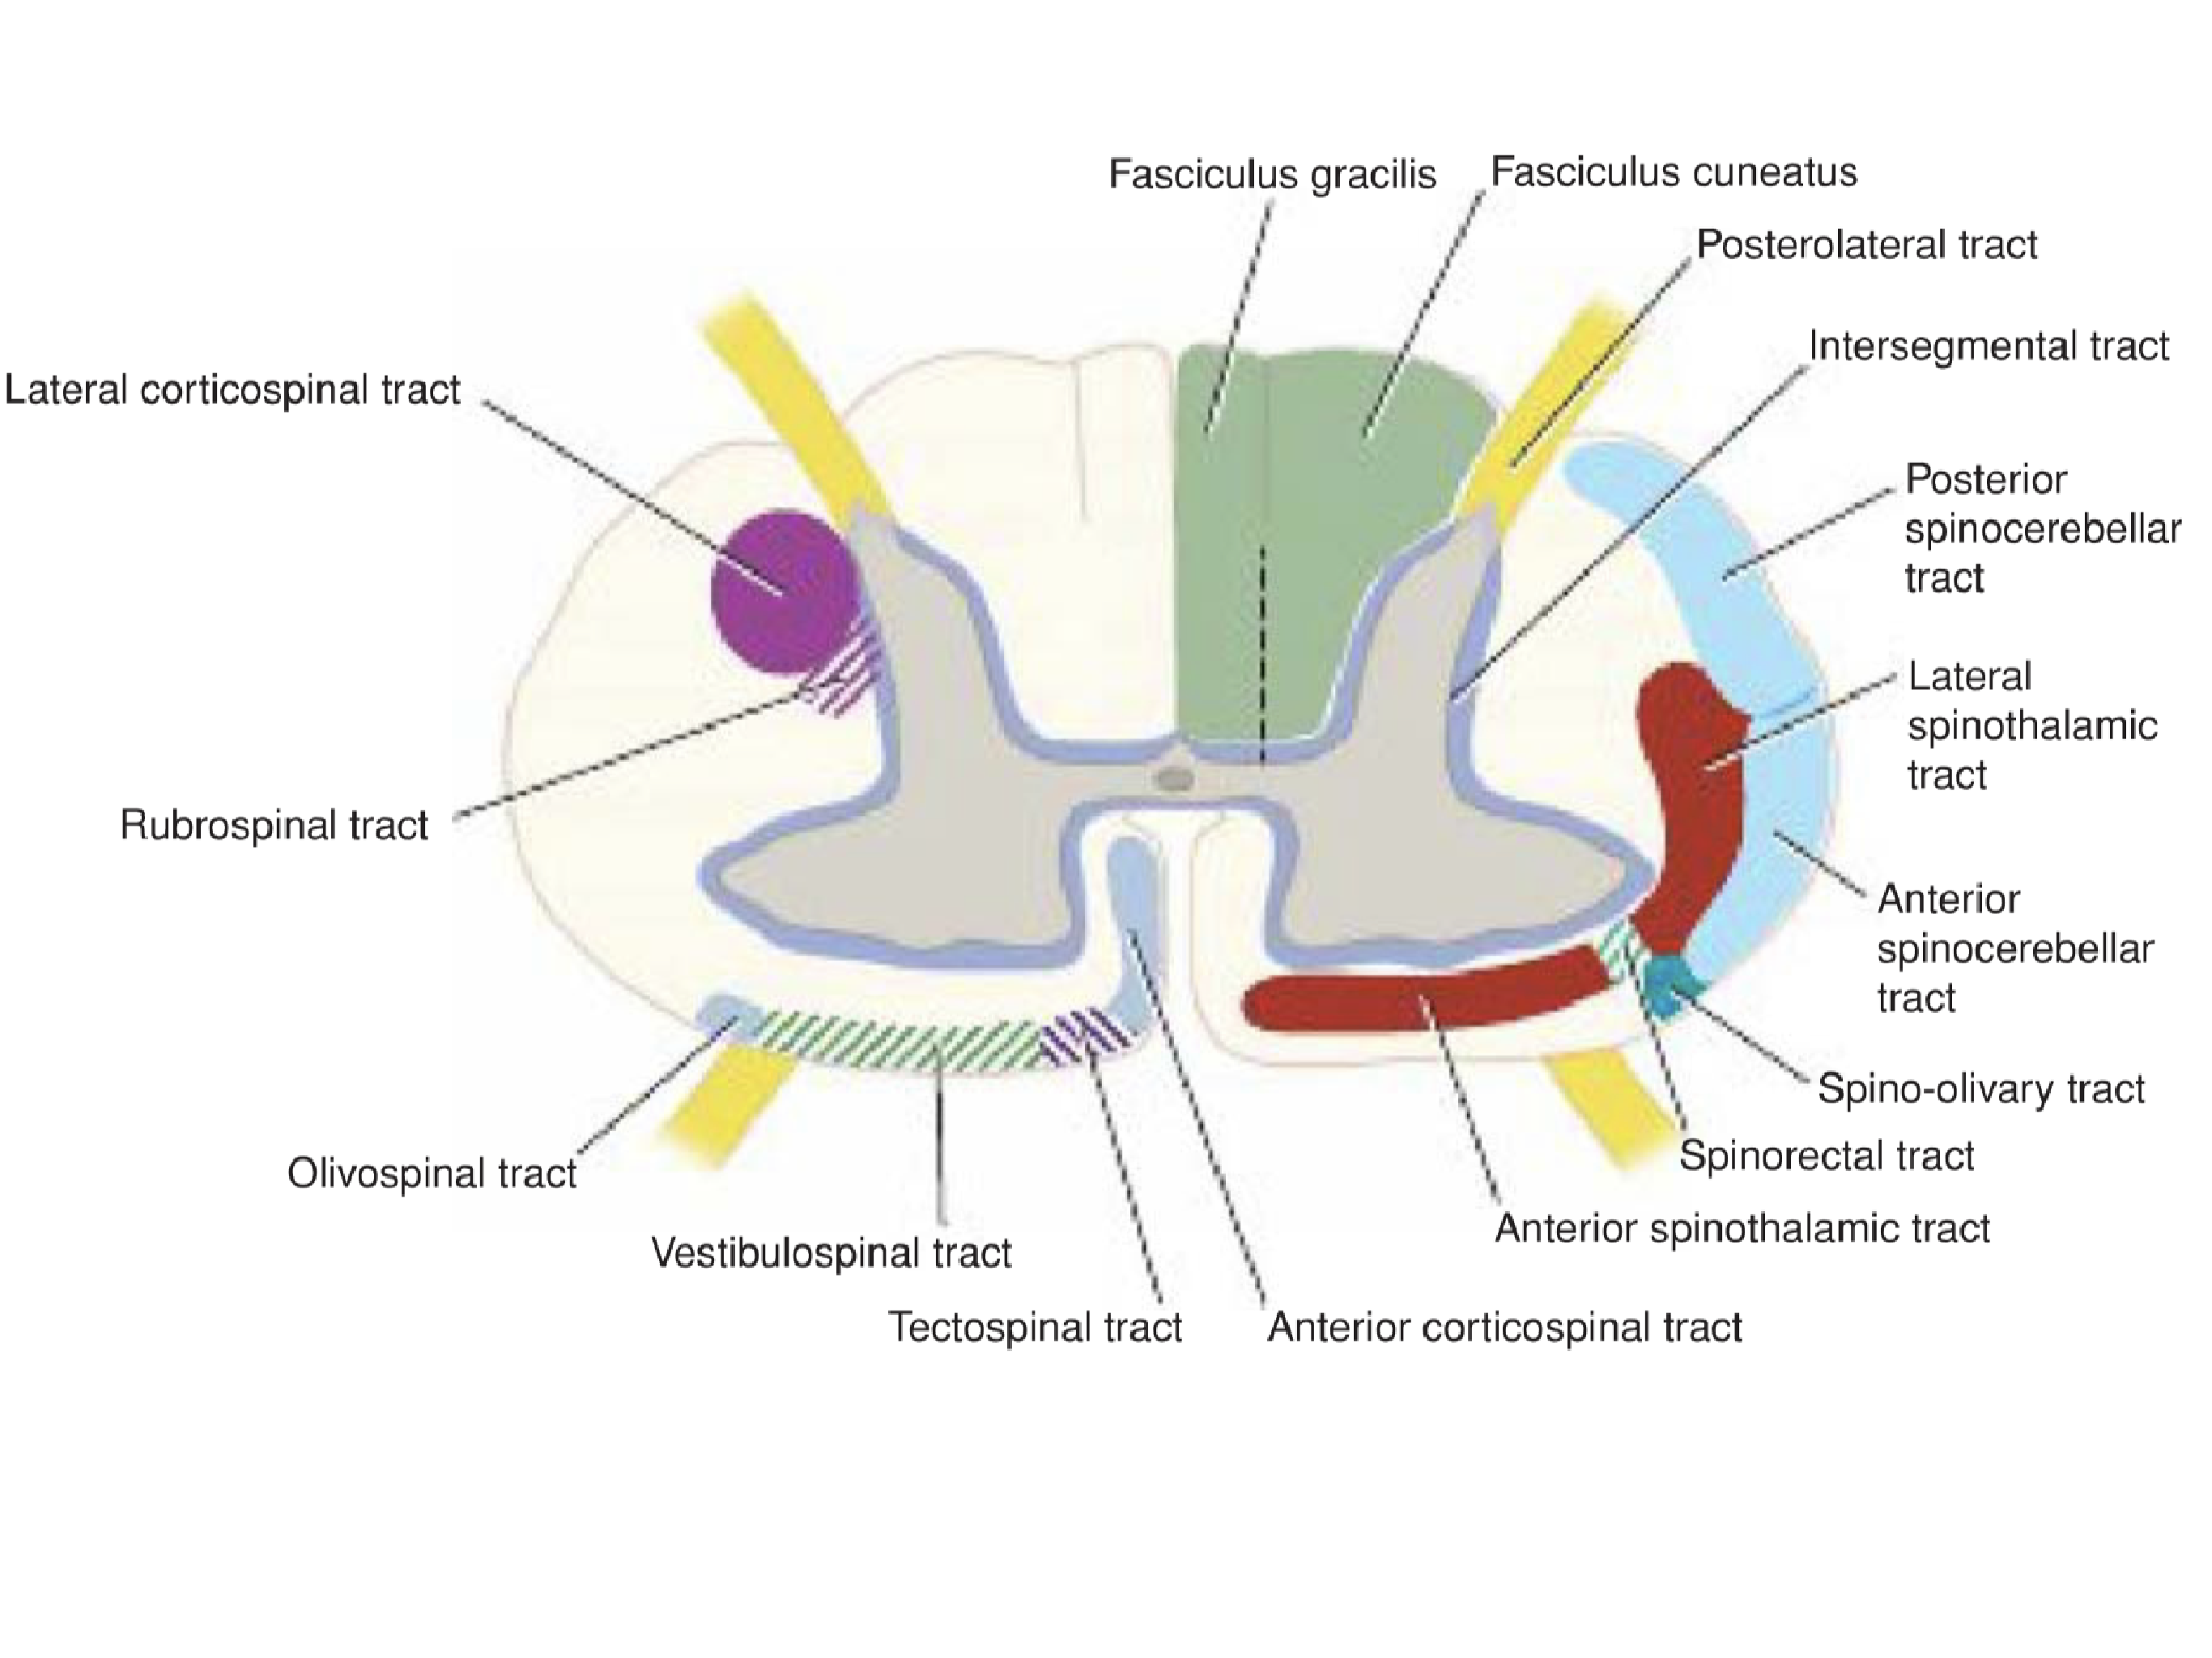 Fasciculus gracilis
Fasciculus cuneatus
Posterolateral tract
Intersegmental tract
Lateral corticospinal tract
Posterior
spinocerebellar
tract
Lateral
spinothalamic
tract
Rubrospinal tract
Anterior
spinocerebellar
tract
Spino-olivary tract
Spinorectal tract
Olivospinal tract
Anterior spinothalamic tract
Vestibulospinal tract
Tectospinal tract
Anterior corticospinal tract